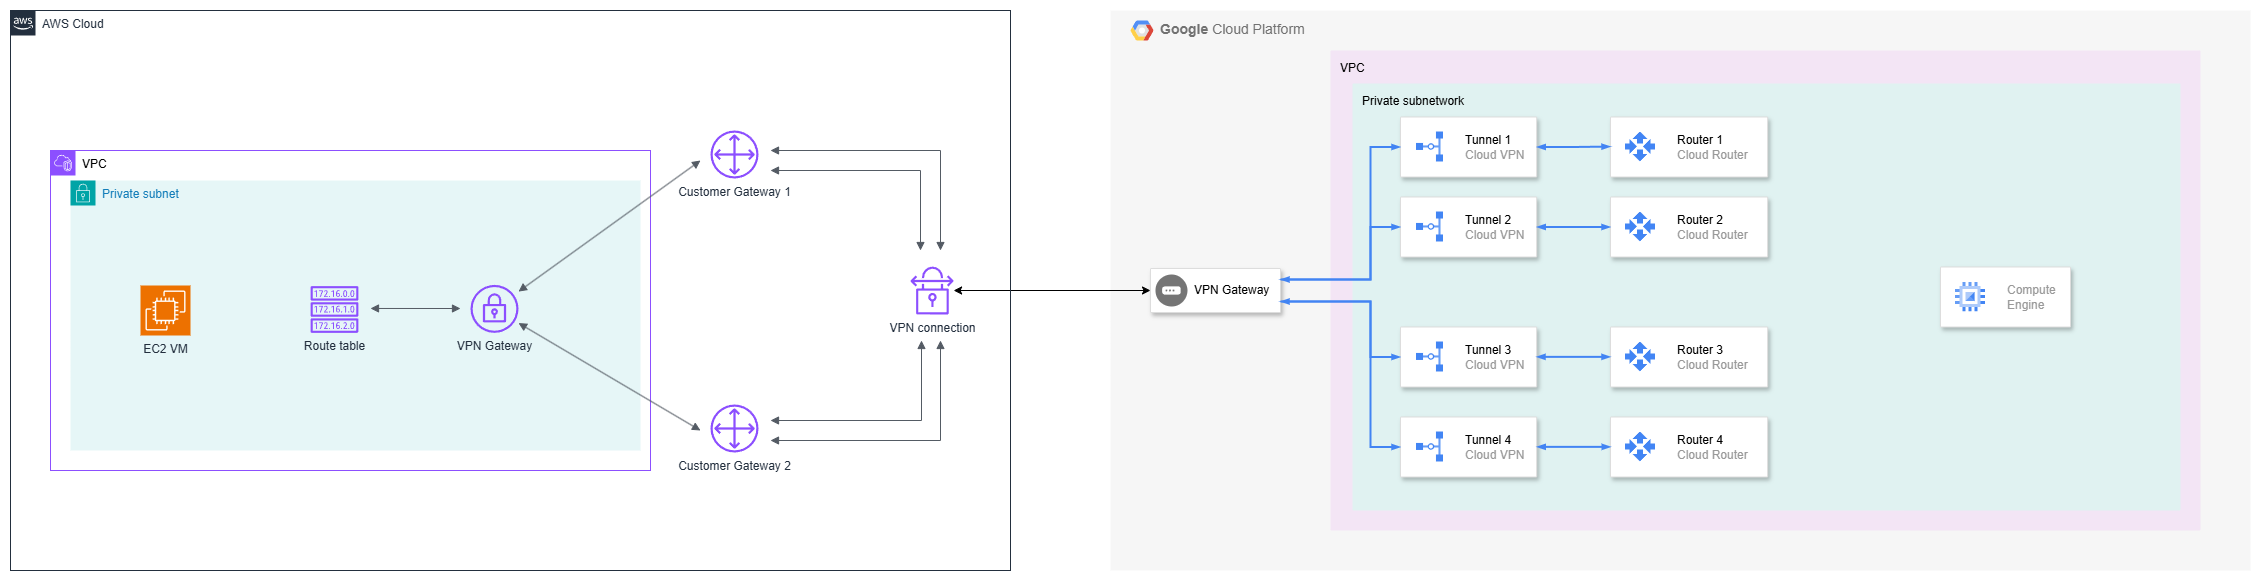 aws
AWS Cloud
VPC
Private subnet
EC2 VM
172.16.0.0
172.16.1.0
172.16.2.0
Route table
VPN Gateway
Customer Gateway 1
Customer Gateway 2
VPN connection
Google Cloud Platform
VPC
Private subnetwork
VPN Gateway
Tunnel 1
Cloud VPN
Router 1
Cloud Router
Tunnel 2
Cloud VPN
Router 2
Cloud Router
Tunnel 3
Cloud VPN
Router 3
Cloud Router
Tunnel 4
Cloud VPN
Router 4
Cloud Router
Compute
Engine